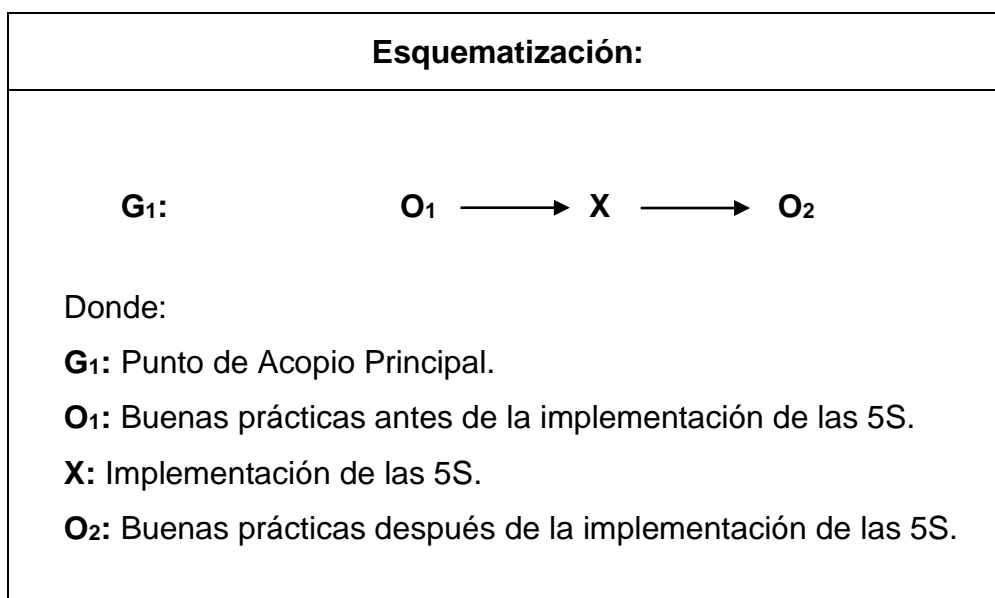 Esquematización:
G1: O1 X O2
Donde:
G1: Punto de Acopio Principal.
O1: Buenas prácticas antes de la implementación de las 5S.
X: Implementación de las 5S.
O2: Buenas prácticas después de la implementación de las 5S.